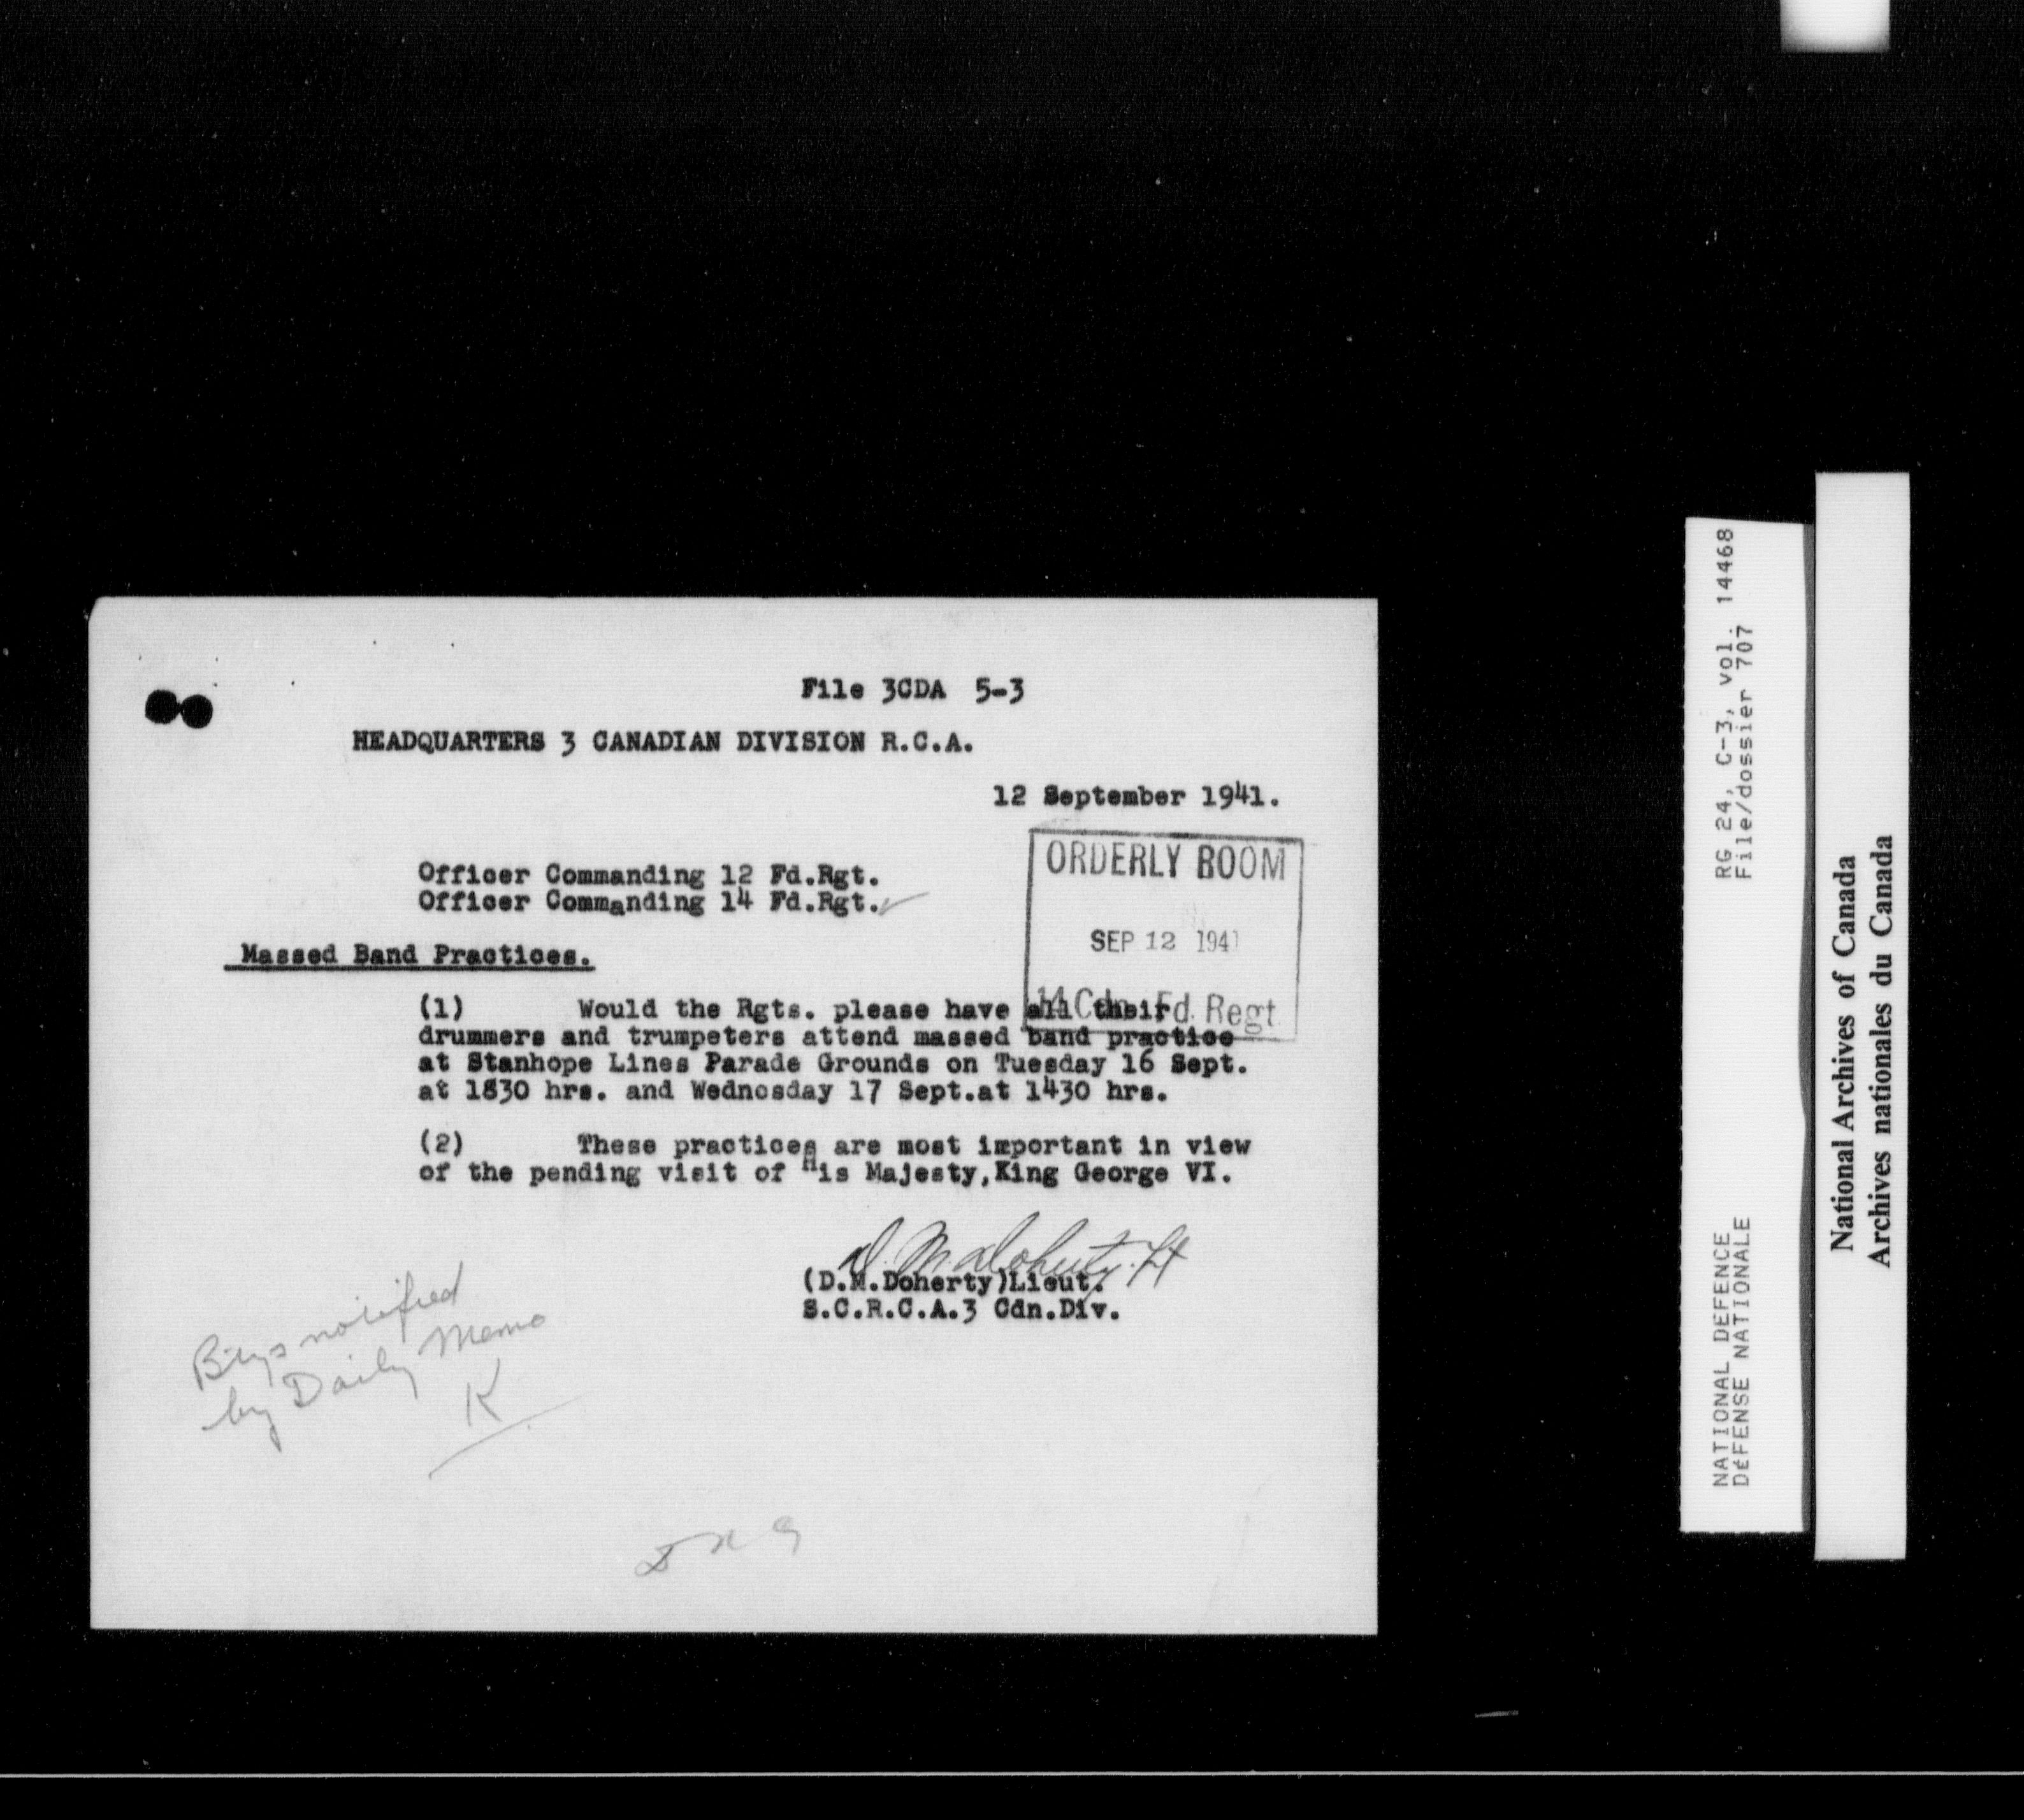 File 3CDA 5-3
HEADQUARTERS 3 CANADIAN DIVISION R.C.A.
12 September 1941.
Officer Commanding 12 Fd.Rgt.
Officer Commanding 14 Fd.Rgt.
ORDERLY ROOM
SEP 12 1941
14 Cdn. Fd. Regt
Massed Band Practices.
(1) Would the Rgts. please have all their
drummers and trumpeters attend massed band practice
at Stanhope Lines Parade Grounds on Tuesday 16 Sept.
at 1830 hrs. and Wednesday 17 Sept.at 1430 hrs.
(2) These practices are most important in view
of the pending visit of His Majesty,King George VI.
D. M. Doherty. Lt
(D.M.Doherty)Lieut.
S.C.R.C.A.3 Cdn.Div.
Btys notified
by Daily Memo
K
RG 24, C-3, vol. 14468
File/dossier 707
NATIONAL DEFENCE
DÉFENSE NATIONALE
National Archives of Canada
Archives nationales du Canada